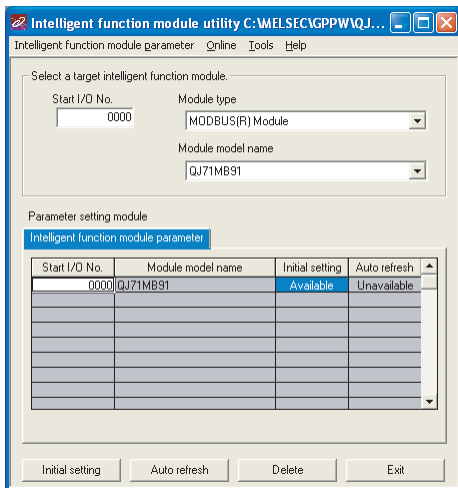 Intelligent function module utility C:\MELSEC\GPPW\QJ...
Intelligent function module parameter Online Tools Help
Select a target intelligent function module.
Start I/O No. Module type
0000 MODBUS(R) Module
Module model name
QJ71MB91
Parameter setting module
Intelligent function module parameter
Start I/O No. Module model name Initial setting Auto refresh
0000 QJ71MB91 Available Unavailable
Initial setting Auto refresh Delete Exit